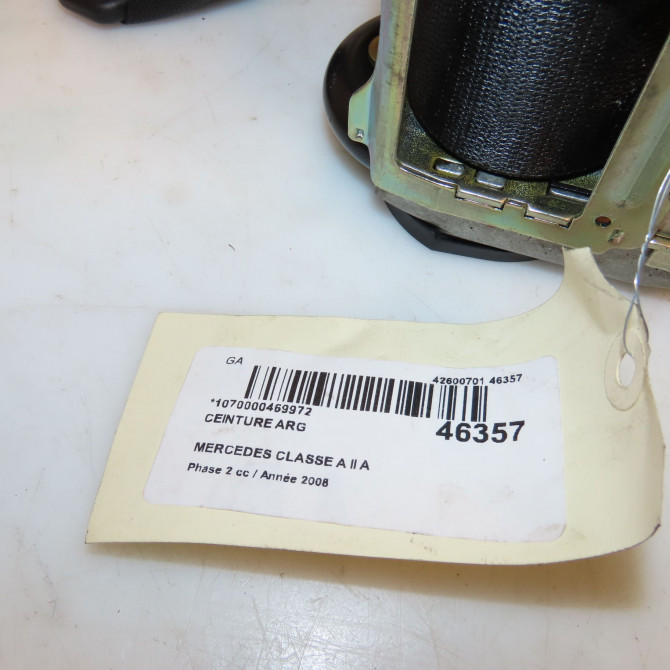 GA
42600701 46357
*1070000469972
CEINTURE ARG
46357
MERCEDES CLASSE A II A
Phase 2 cc / Année 2008